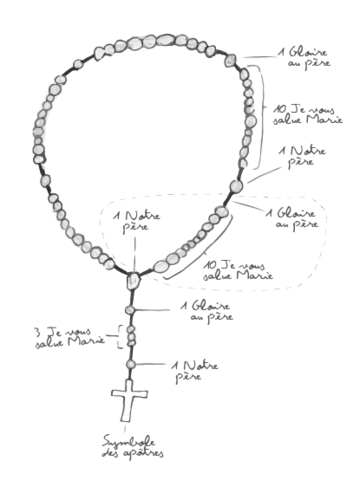 1 Gloire
au père
10 Je vous
salue Marie
1 Notre
père
1 Gloire
au père
1 Notre
père
10 Je vous
salue Marie
1 Gloire
au père
3 Je vous
salue Marie
1 Notre
père
Symbole
des apôtres